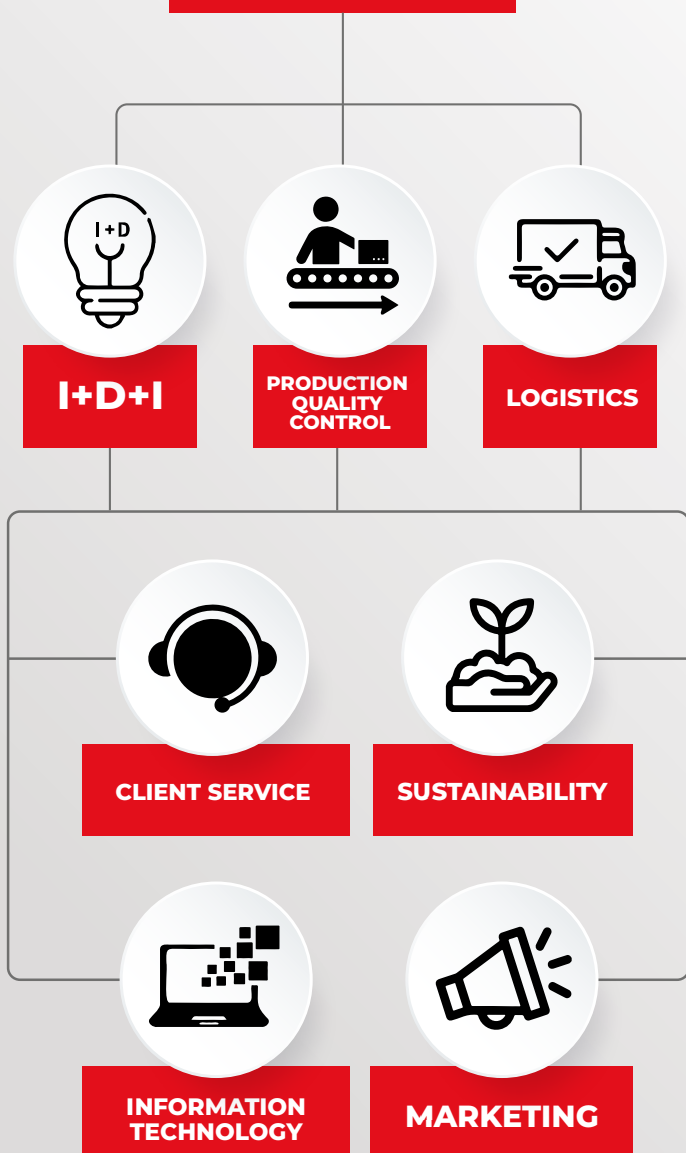 I+D
I+D+I
PRODUCTION
QUALITY
CONTROL
LOGISTICS
CLIENT SERVICE
SUSTAINABILITY
INFORMATION
TECHNOLOGY
MARKETING